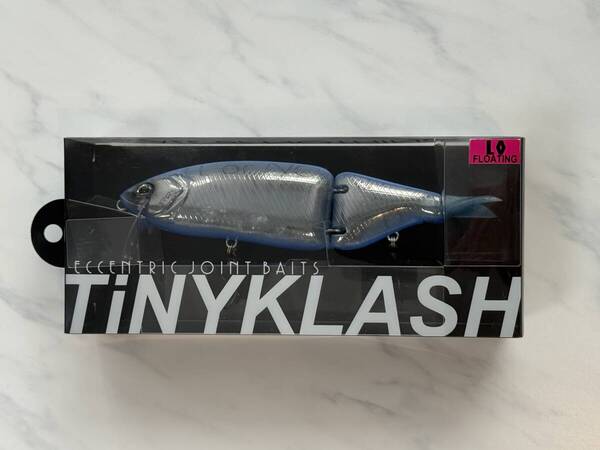 LO
FLOATING
ECCENTRIC JOINT BAITS
TiNYKLASH